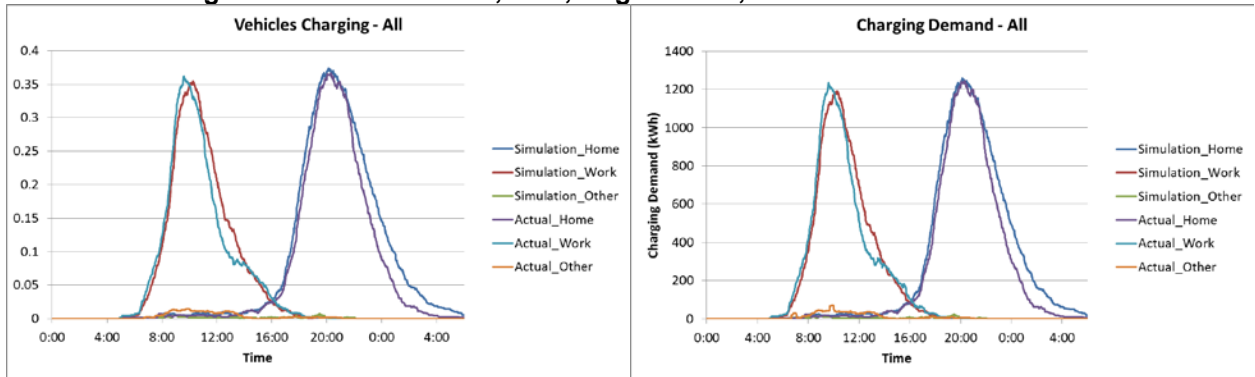 Vehicles Charging - All
0.4
0.35
0.3
0.25
0.2
0.15
0.1
0.05
0
0:00 4:00 8:00 12:00 16:00 20:00 0:00 4:00
Time
Simulation_Home
Simulation_Work
Simulation_Other
Actual_Home
Actual_Work
Actual_Other
Charging Demand - All
Charging Demand (kWh)
1400
1200
1000
800
600
400
200
0
0:00 4:00 8:00 12:00 16:00 20:00 0:00 4:00
Time
Simulation_Home
Simulation_Work
Simulation_Other
Actual_Home
Actual_Work
Actual_Other